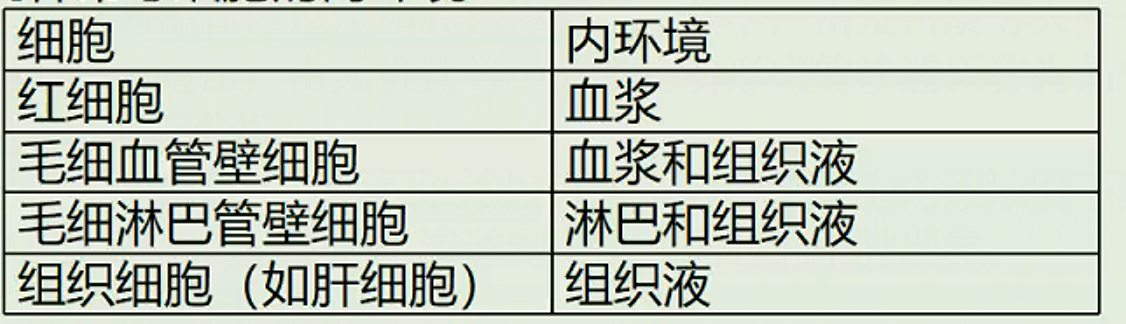 细胞 内环境
红细胞 血浆
毛细血管壁细胞 血浆和组织液
毛细淋巴管壁细胞 淋巴和组织液
组织细胞（如肝细胞） 组织液